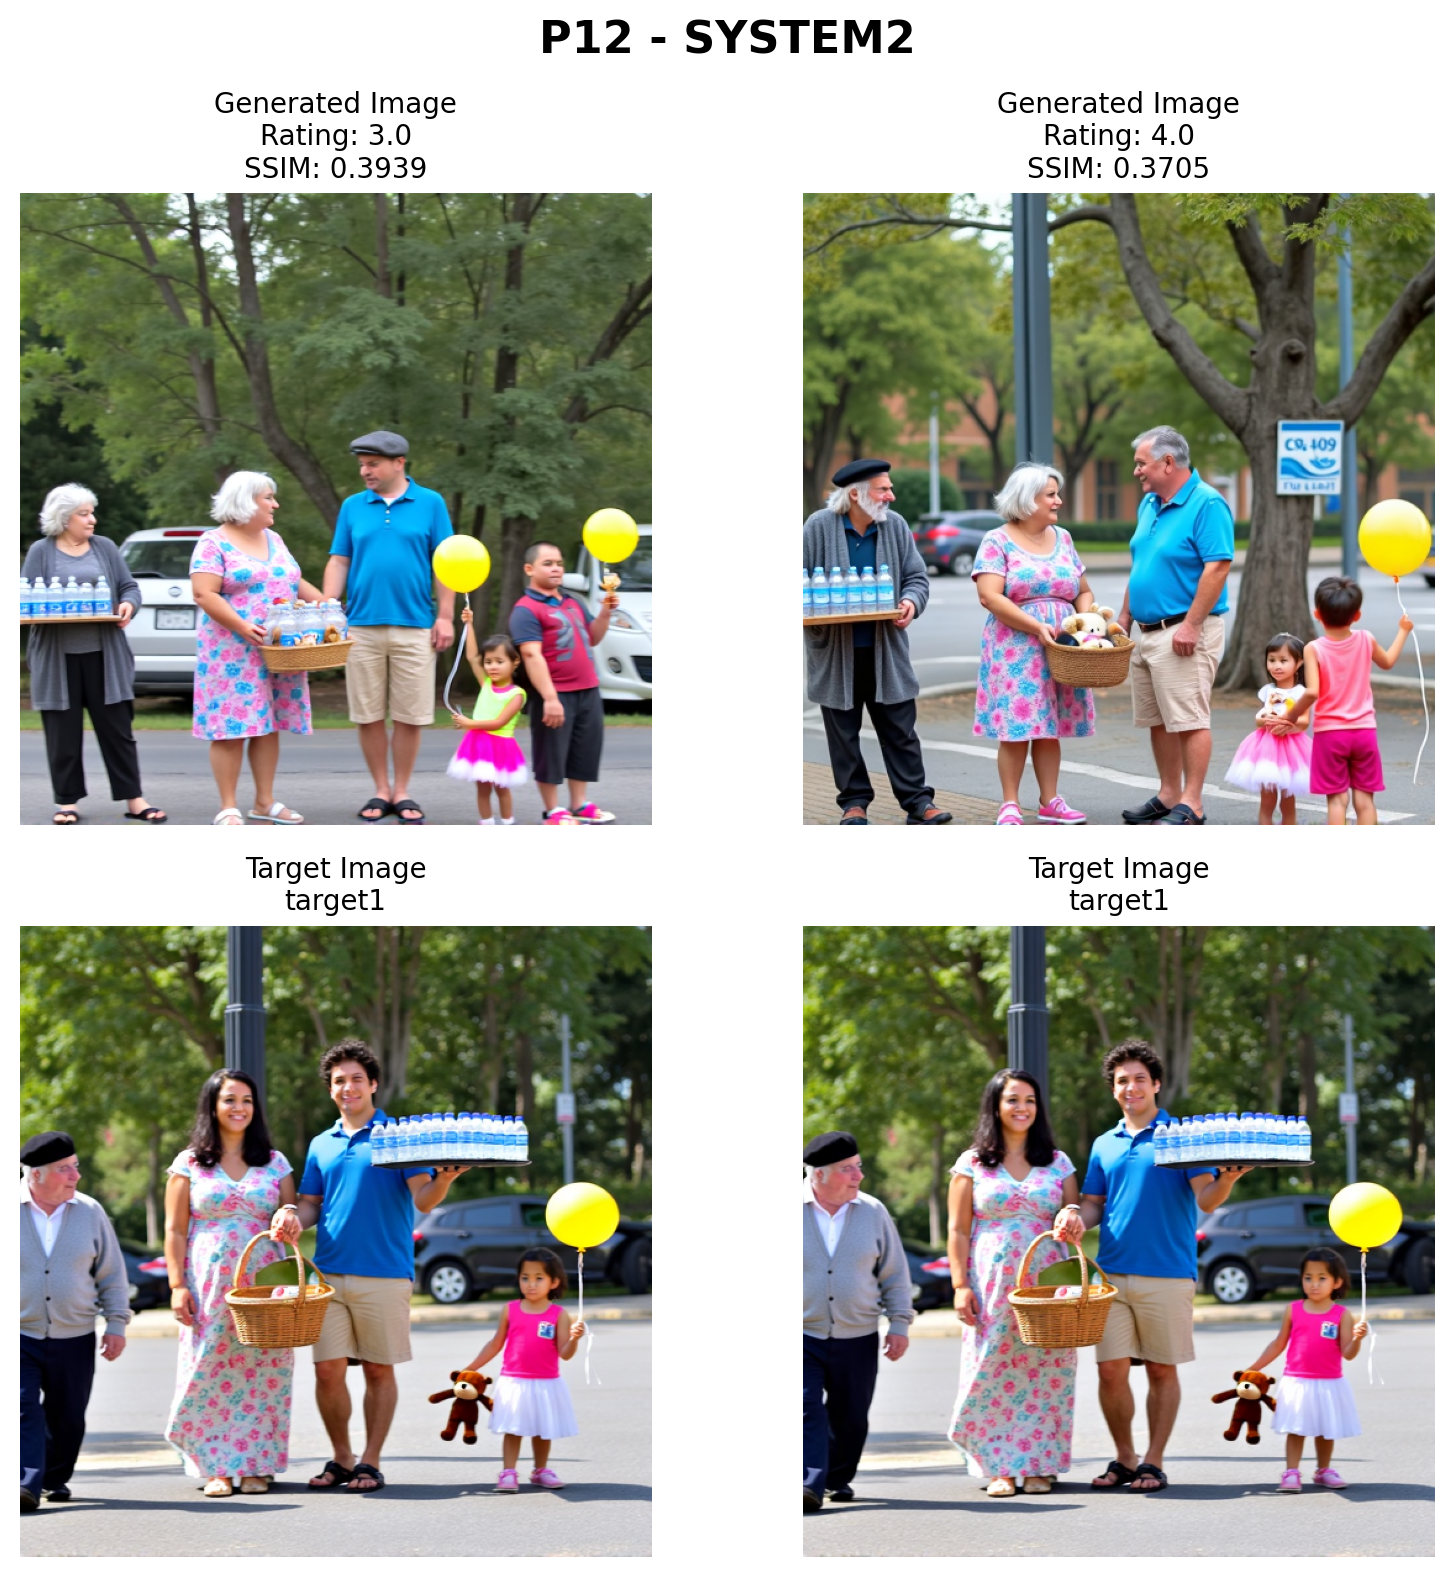 P12 - SYSTEM2
Generated Image
Rating: 3.0
SSIM: 0.3939
Generated Image
Rating: 4.0
SSIM: 0.3705
Target Image
target1
Target Image
target1